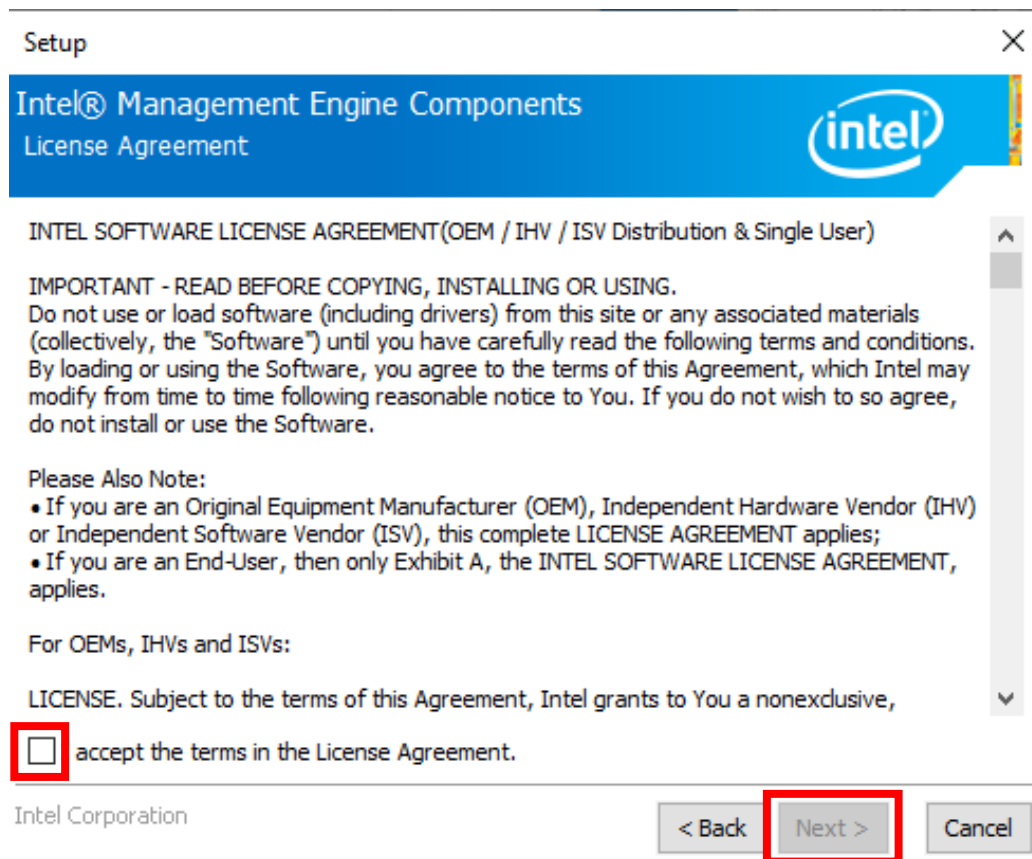 Setup
Intel® Management Engine Components
License Agreement
intel
INTEL SOFTWARE LICENSE AGREEMENT(OEM / IHV / ISV Distribution & Single User)
IMPORTANT - READ BEFORE COPYING, INSTALLING OR USING.
Do not use or load software (including drivers) from this site or any associated materials
(collectively, the "Software") until you have carefully read the following terms and conditions.
By loading or using the Software, you agree to the terms of this Agreement, which Intel may
modify from time to time following reasonable notice to You. If you do not wish to so agree,
do not install or use the Software.
Please Also Note:
• If you are an Original Equipment Manufacturer (OEM), Independent Hardware Vendor (IHV)
or Independent Software Vendor (ISV), this complete LICENSE AGREEMENT applies;
• If you are an End-User, then only Exhibit A, the INTEL SOFTWARE LICENSE AGREEMENT,
applies.
For OEMs, IHVs and ISVs:
LICENSE. Subject to the terms of this Agreement, Intel grants to You a nonexclusive,
accept the terms in the License Agreement.
Intel Corporation
< Back Next > Cancel